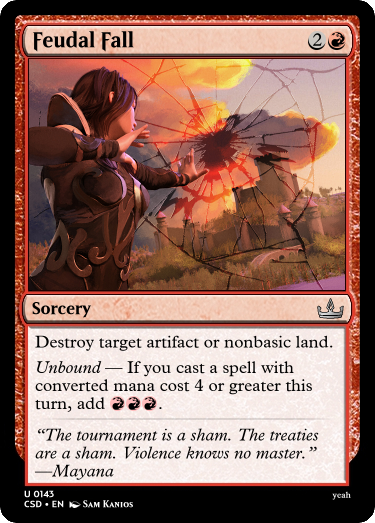 Feudal Fall 2
Sorcery
Destroy target artifact or nonbasic land.
Unbound — If you cast a spell with
converted mana cost 4 or greater this
turn, add
“The tournament is a sham. The treaties
are a sham. Violence knows no master.”
—Mayana
U 0143
CSD • EN Sam Kanios
yeah